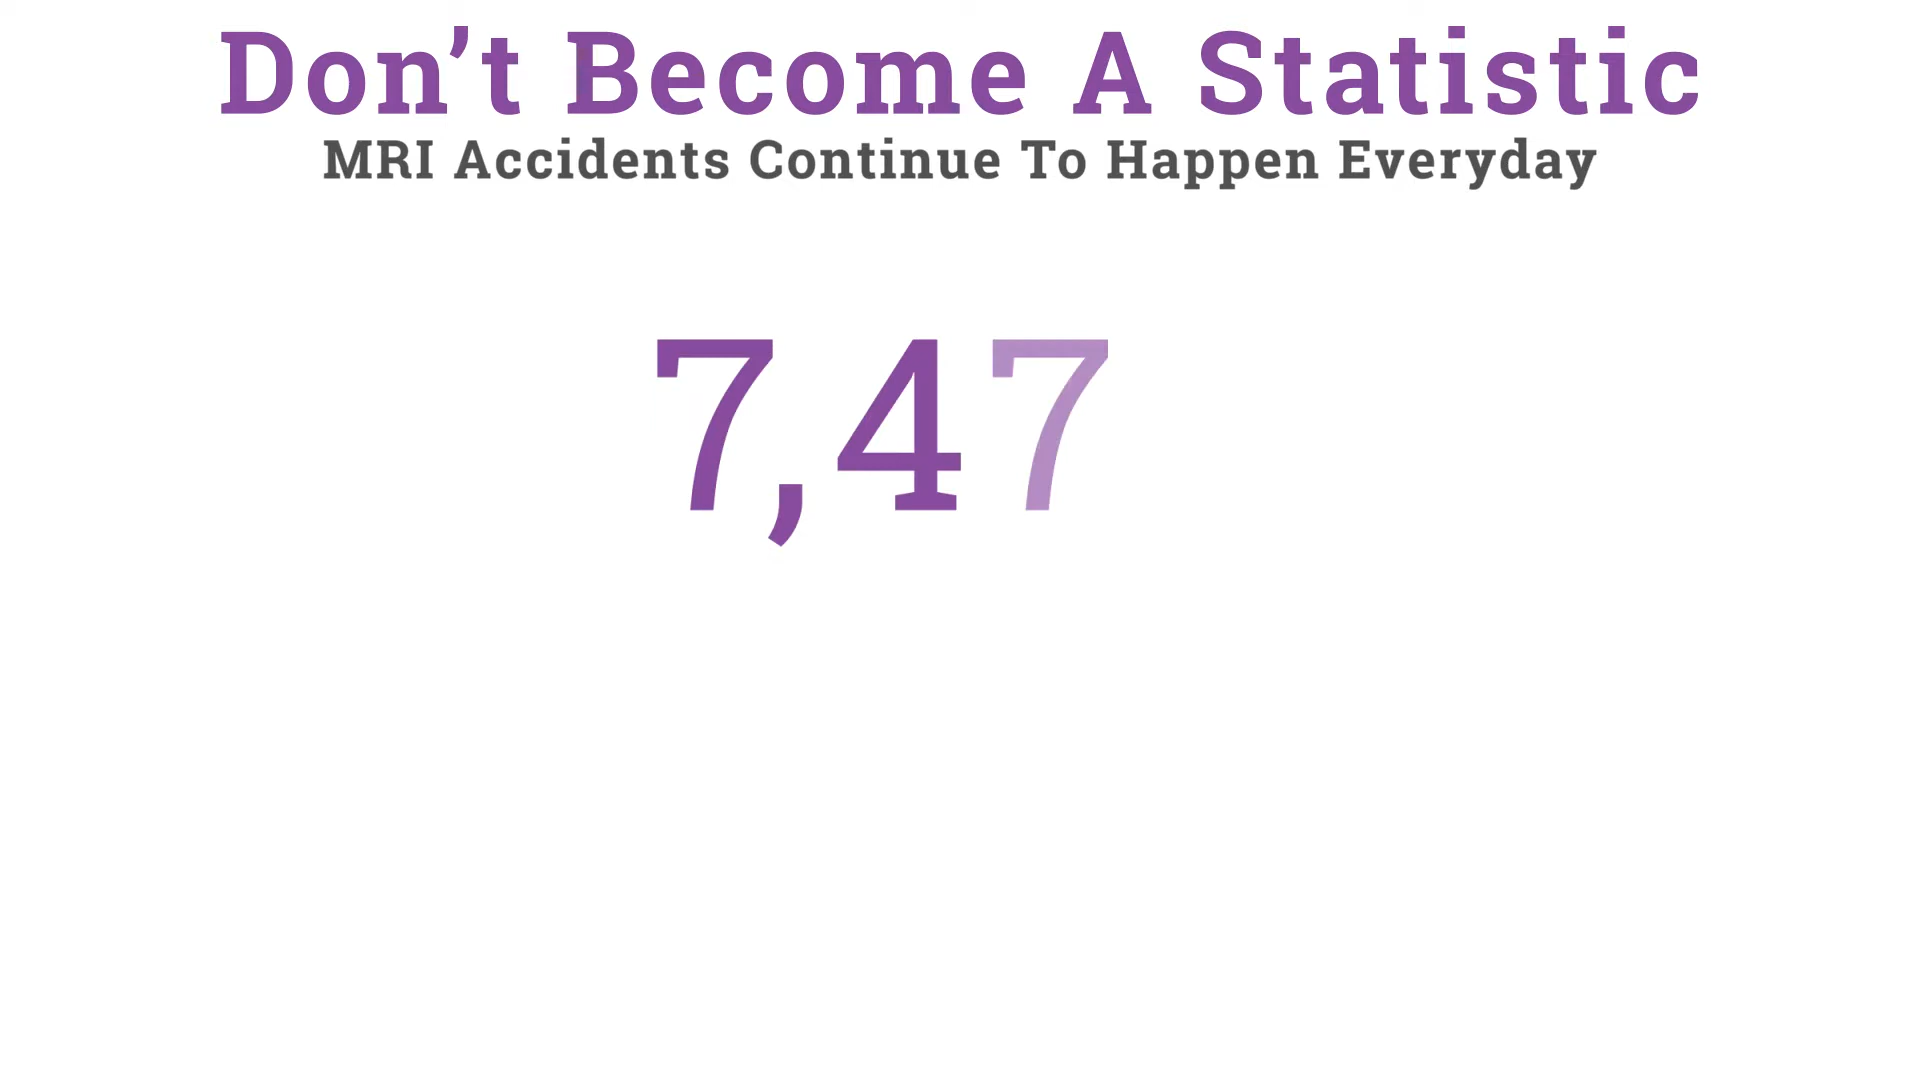 Don’t Become A Statistic
MRI Accidents Continue To Happen Everyday
7,47